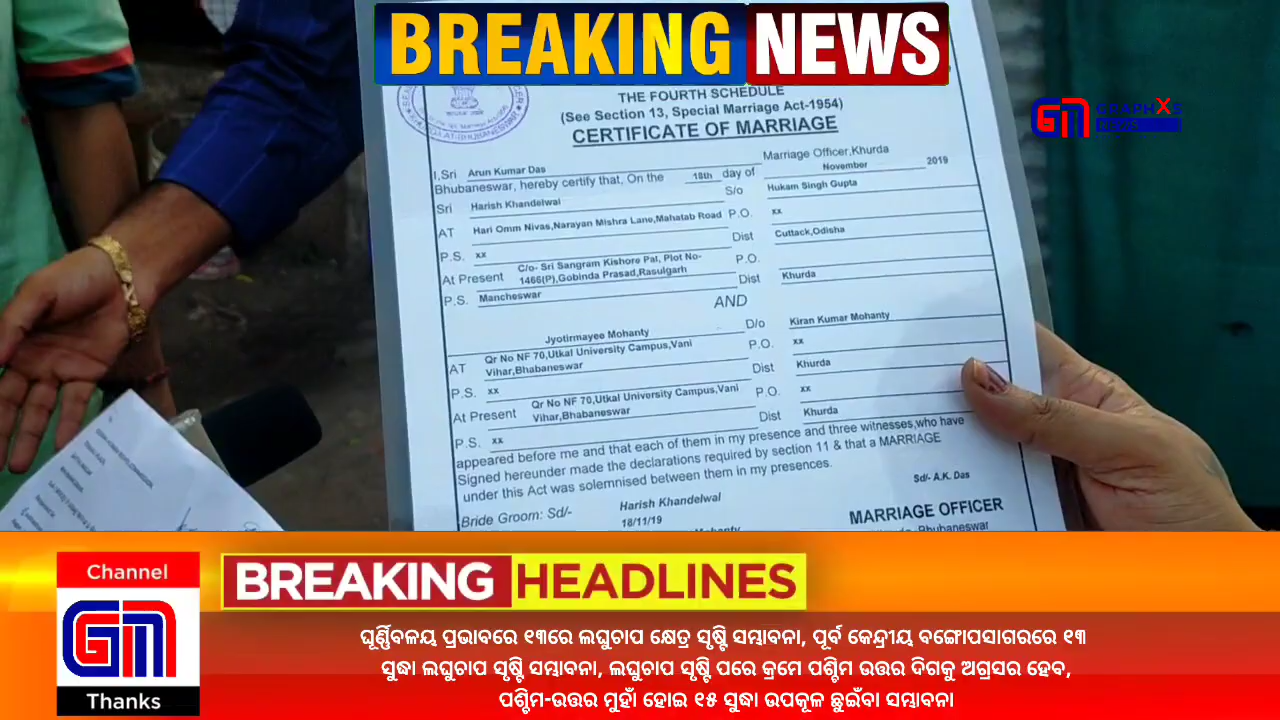 BREAKING NEWS
GRAPHXS
NEWS
THE FOURTH SCHEDULE
(See Section 13, Special Marriage Act-1954)
CERTIFICATE OF MARRIAGE
I,Sri Arun Kumar Das Marriage Officer,Khurda
Bhubaneswar, hereby certify that, On the 18th day of November 2019
Sri Harish Khandelwal S/o Hukam Singh Gupta
AT Hari Omm Nivas,Narayan Mishra Lane,Mahatab Road P.O. xx
P.S. xx Dist Cuttack,Odisha
At Present C/o- Sri Sangram Kishore Pal, Plot No-
1466(P),Gobinda Prasad,Rasulgarh P.O.
P.S. Mancheswar Dist Khurda
AND
Jyotirmayee Mohanty D/o Kiran Kumar Mohanty
AT Qr No NF 70,Utkal University Campus,Vani
Vihar,Bhabaneswar P.O. xx
P.S. xx Dist Khurda
At Present Qr No NF 70,Utkal University Campus,Vani
Vihar,Bhabaneswar P.O. xx
P.S. xx Dist Khurda
appeared before me and that each of them in my presence and three witnesses,who have
Signed hereunder made the declarations required by section 11 & that a MARRIAGE
under this Act was solemnised between them in my presences.
Sd/- A.K. Das
Bride Groom: Sd/- Harish Khandelwal MARRIAGE OFFICER
18/11/19
Bhubaneswar
Channel
GM
Thanks
BREAKING HEADLINES
ଘୂର୍ଣ୍ଣିବଳୟ ପ୍ରଭାବରେ ୧୩ରେ ଲଘୁଚାପ କ୍ଷେତ୍ର ସୃଷ୍ଟି ସମ୍ଭାବନା, ପୂର୍ବ କେନ୍ଦ୍ରୀୟ ବଙ୍ଗୋପସାଗରରେ ୧୩
ସୁଦ୍ଧା ଲଘୁଚାପ ସୃଷ୍ଟି ସମ୍ଭାବନା, ଲଘୁଚାପ ସୃଷ୍ଟି ପରେ କ୍ରମେ ପଶ୍ଚିମ ଉତ୍ତର ଦିଗକୁ ଅଗ୍ରସର ହେବ,
ପଶ୍ଚିମ-ଉତ୍ତର ମୁହାଁ ହୋଇ ୧୫ ସୁଦ୍ଧା ଉପକୂଳ ଛୁଇଁବା ସମ୍ଭାବନା